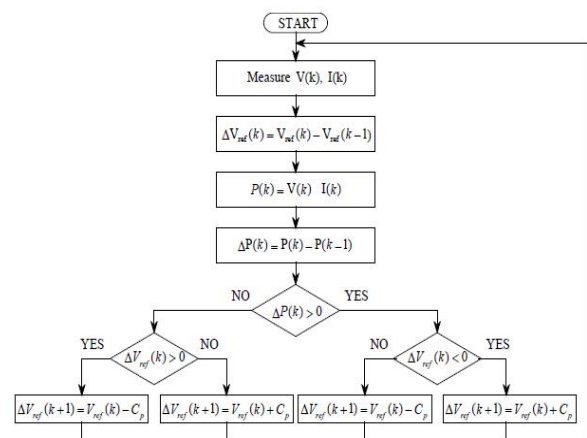 START
Measure V(k), I(k)
ΔV_ref(k) = V_ref(k) − V_ref(k−1)
P(k) = V(k) I(k)
ΔP(k) = P(k) − P(k−1)
NO
YES
ΔP(k) > 0
YES
NO
ΔV_ref(k) > 0
NO
YES
ΔV_ref(k) < 0
ΔV_ref(k+1) = V_ref(k) − C_p
ΔV_ref(k+1) = V_ref(k) + C_p
ΔV_ref(k+1) = V_ref(k) − C_p
ΔV_ref(k+1) = V_ref(k) + C_p